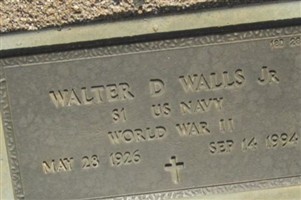 WALTER D WALLS JR
S1 US NAVY
WORLD WAR II
MAY 28 1926 SEP 14 1994